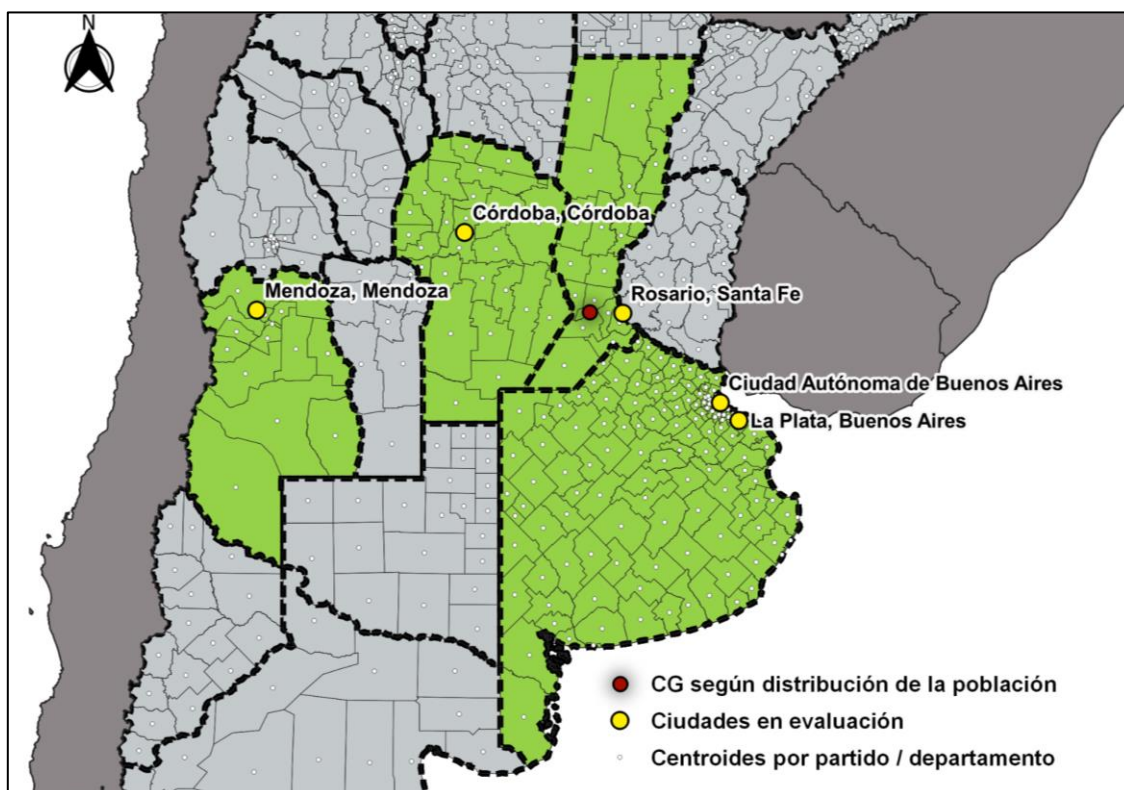 N
Córdoba, Córdoba
Mendoza, Mendoza
Rosario, Santa Fe
Ciudad Autónoma de Buenos Aires
La Plata, Buenos Aires
CG según distribución de la población
Ciudades en evaluación
Centroides por partido / departamento